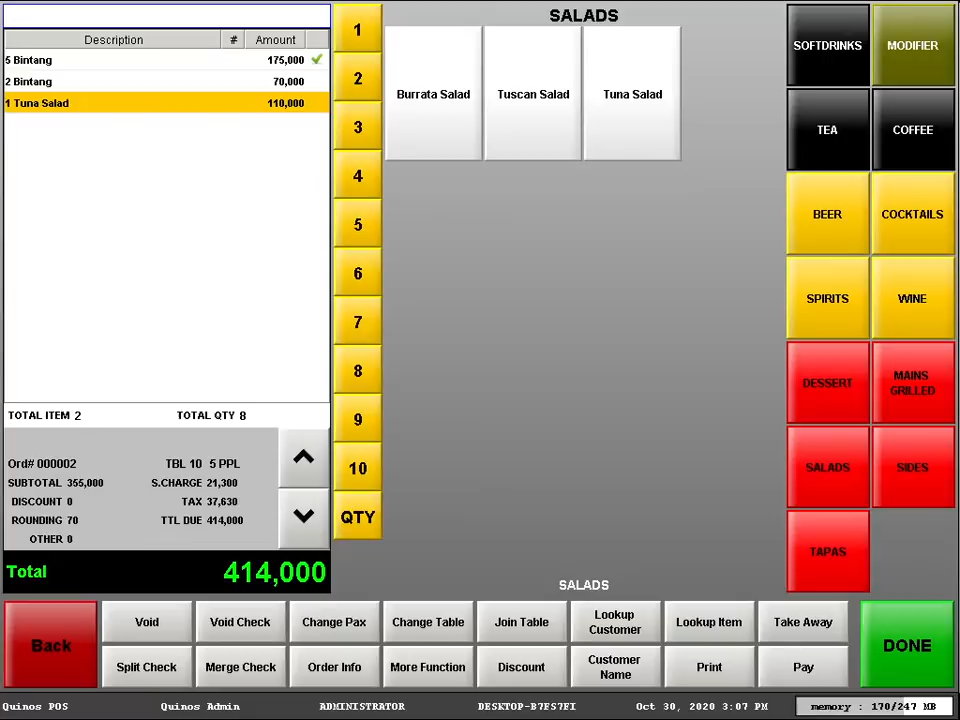 Description # Amount
5 Bintang 175,000
2 Bintang 70,000
1 Tuna Salad 110,000
TOTAL ITEM 2 TOTAL QTY 8
Ord# 000002 TBL 10 5 PPL
SUBTOTAL 355,000 S.CHARGE 21,300
DISCOUNT 0 TAX 37,630
ROUNDING 70 TTL DUE 414,000
OTHER 0
Total 414,000
1
2
3
4
5
6
7
8
9
10
QTY
SALADS
Burrata Salad Tuscan Salad Tuna Salad
SALADS
SOFTDRINKS MODIFIER
TEA COFFEE
BEER COCKTAILS
SPIRITS WINE
DESSERT MAINS
GRILLED
SALADS SIDES
TAPAS
Back
Void Void Check Change Pax Change Table Join Table Lookup
Customer Lookup Item Take Away
Split Check Merge Check Order Info More Function Discount Customer
Name Print Pay
DONE
Quinos POS Quinos Admin ADMINISTRATOR DESKTOP-B7FS7FI Oct 30, 2020 3:07 PM memory : 170/247 MB